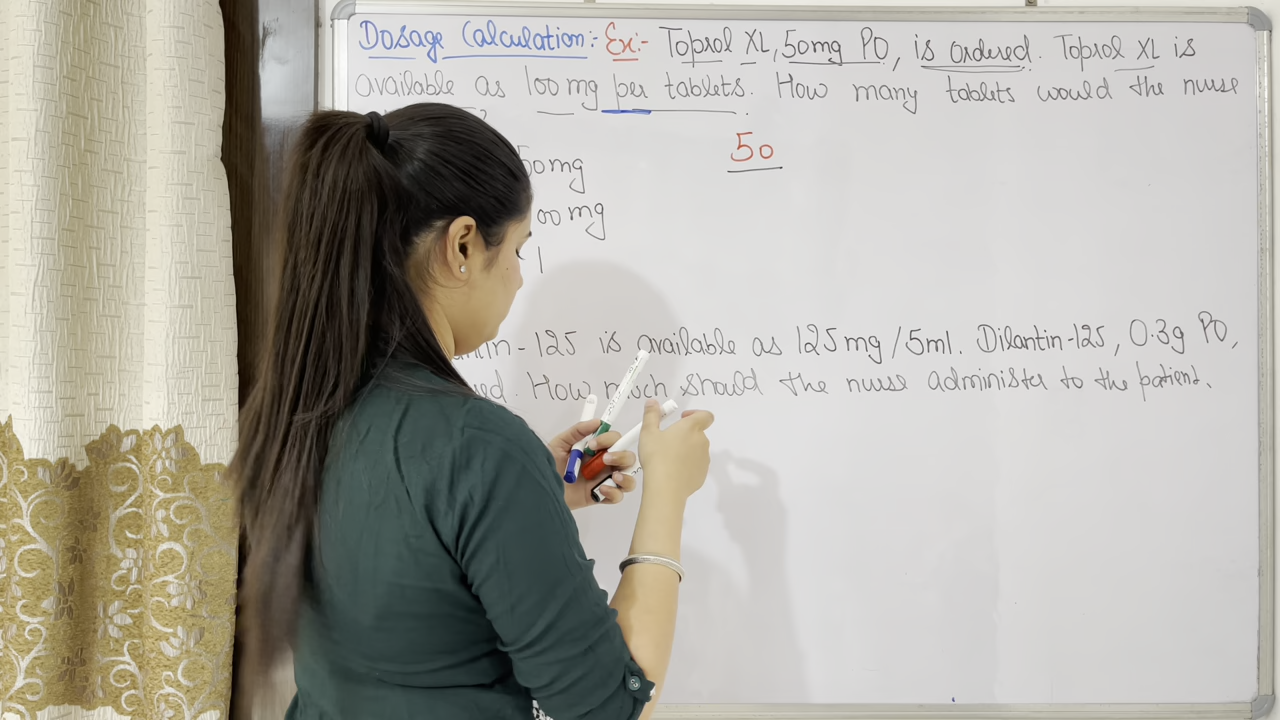 Dosage Calculation:- Ex:- Toprol XL, 50mg PO, is ordered. Toprol XL is
available as 100 mg per tablets. How many tablets would the nurse
?
50mg
50
00 mg
1
- 125 is available as 125mg /5ml. Dilantin-125, 0.3g PO,
How much should the nurse administer to the patient.